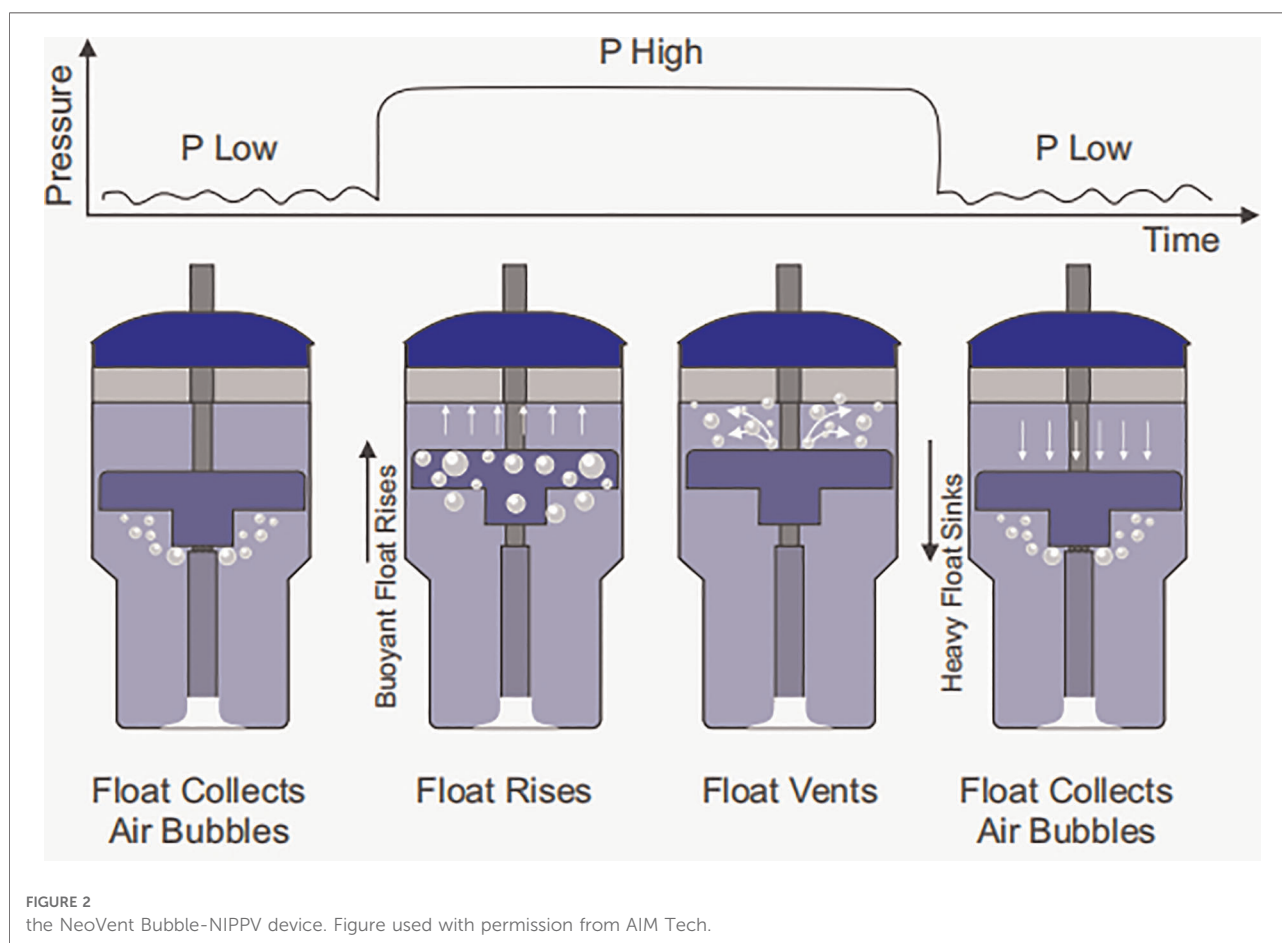 P High
Pressure
P Low
P Low
Time
Buoyant Float Rises
Heavy Float Sinks
Float Collects
Air Bubbles
Float Rises
Float Vents
Float Collects
Air Bubbles
FIGURE 2
the NeoVent Bubble-NIPPV device. Figure used with permission from AIM Tech.